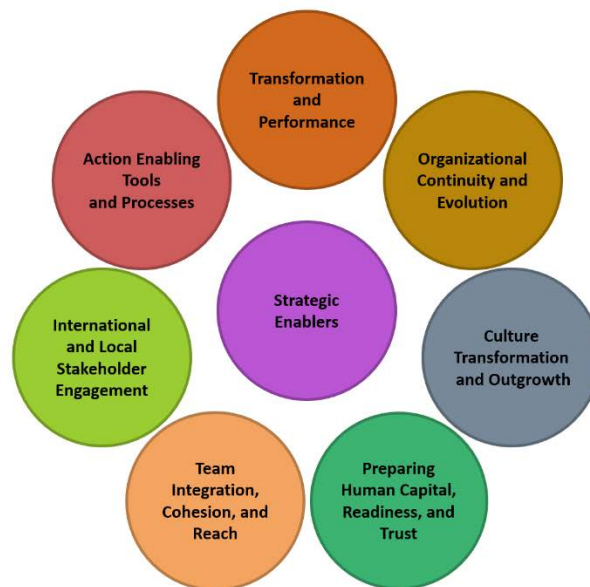 Transformation
and
Performance
Organizational
Continuity and
Evolution
Culture
Transformation
and Outgrowth
Preparing
Human Capital,
Readiness, and
Trust
Team
Integration,
Cohesion, and
Reach
International
and Local
Stakeholder
Engagement
Action Enabling
Tools
and Processes
Strategic
Enablers